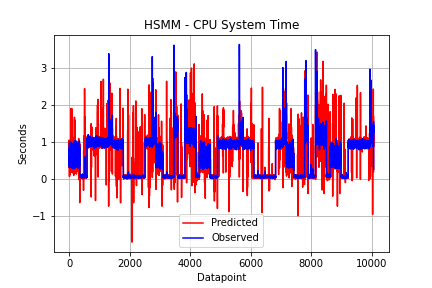 HSMM - CPU System Time
3
2
1
0
−1
Seconds
Predicted
Observed
0
2000
4000
6000
8000
10000
Datapoint